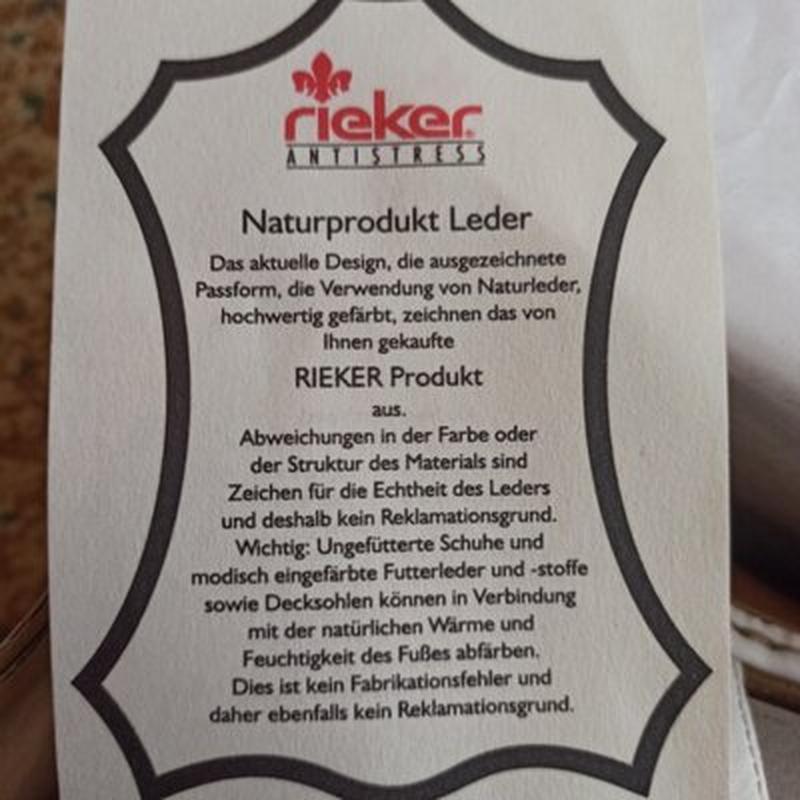 rieker
ANTISTRESS
Naturprodukt Leder
Das aktuelle Design, die ausgezeichnete
Passform, die Verwendung von Naturleder,
hochwertig gefärbt, zeichnen das von
Ihnen gekaufte
RIEKER Produkt
aus.
Abweichungen in der Farbe oder
der Struktur des Materials sind
Zeichen für die Echtheit des Leders
und deshalb kein Reklamationsgrund.
Wichtig: Ungefütterte Schuhe und
modisch eingefärbte Futterleder und -stoffe
sowie Decksohlen können in Verbindung
mit der natürlichen Wärme und
Feuchtigkeit des Fußes abfärben.
Dies ist kein Fabrikationsfehler und
daher ebenfalls kein Reklamationsgrund.